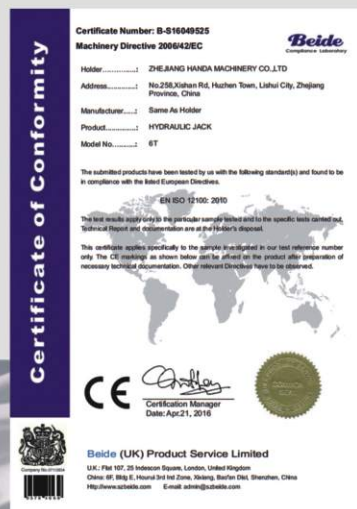 Certificate of Conformity
Certificate Number: B-S16049525
Machinery Directive 2006/42/EC
Beide
Compliance Laboratory
Holder..............: ZHEJIANG HANDA MACHINERY CO.,LTD
Address............: No.258,Xishan Rd, Huzhen Town, Lishui City, Zhejiang
Province, China
Manufacturer.....: Same As Holder
Product............: HYDRAULIC JACK
Model No..........: 6T
The submitted products have been tested by us with the following standard(s) and found to be
in compliance with the listed European Directives.
EN ISO 12100: 2010
The test results apply only to the particular sample tested and to the specific tests carried out.
Technical Report and documentation are at the Holder's disposal.
This certificate applies specifically to the sample investigated in our test reference number
only. The CE markings as shown below can be affixed on the product after preparation of
necessary technical documentation. Other relevant Directives have to be observed.
CE
Certification Manager
Date: Apr.21, 2016
Beide (UK) Product Service Limited
U.K.: Flat 107, 25 Indescon Square, London, United Kingdom
China: 6F, Bldg E, Hourui 3rd Ind Zone, Xixiang, Bao'an Dist, Shenzhen, China
Http://www.szbeide.com E-mail: admin@szbeide.com